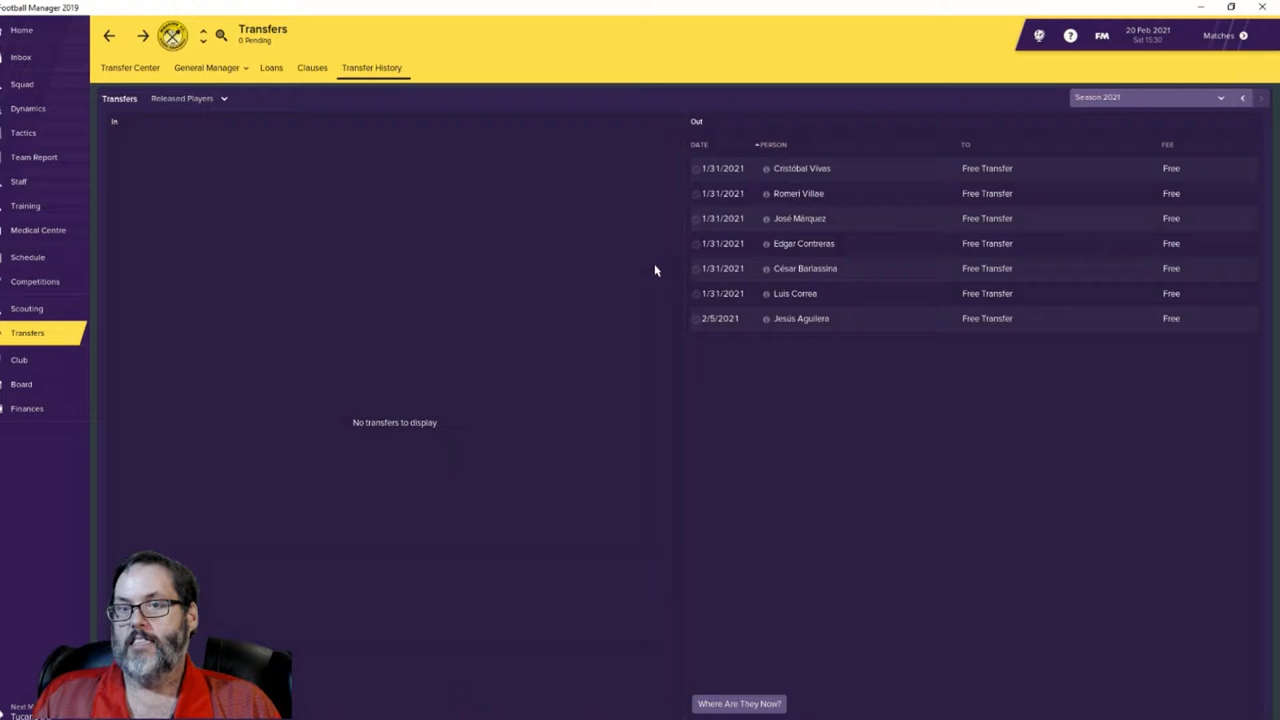 Football Manager 2019
Home
Inbox
Squad
Dynamics
Tactics
Team Report
Staff
Training
Medical Centre
Schedule
Competitions
Scouting
Transfers
Club
Board
Finances
Transfers
0 Pending
20 Feb 2021
Sat 15:30
FM
Matches
Transfer Center
General Manager
Loans
Clauses
Transfer History
Transfers
Released Players
Season 2021
In
No transfers to display
Out
DATE PERSON TO FEE
1/31/2021 Cristóbal Vivas Free Transfer Free
1/31/2021 Romeri Villae Free Transfer Free
1/31/2021 José Márquez Free Transfer Free
1/31/2021 Edgar Contreras Free Transfer Free
1/31/2021 César Barlassina Free Transfer Free
1/31/2021 Luis Correa Free Transfer Free
2/5/2021 Jesús Aguilera Free Transfer Free
Where Are They Now?